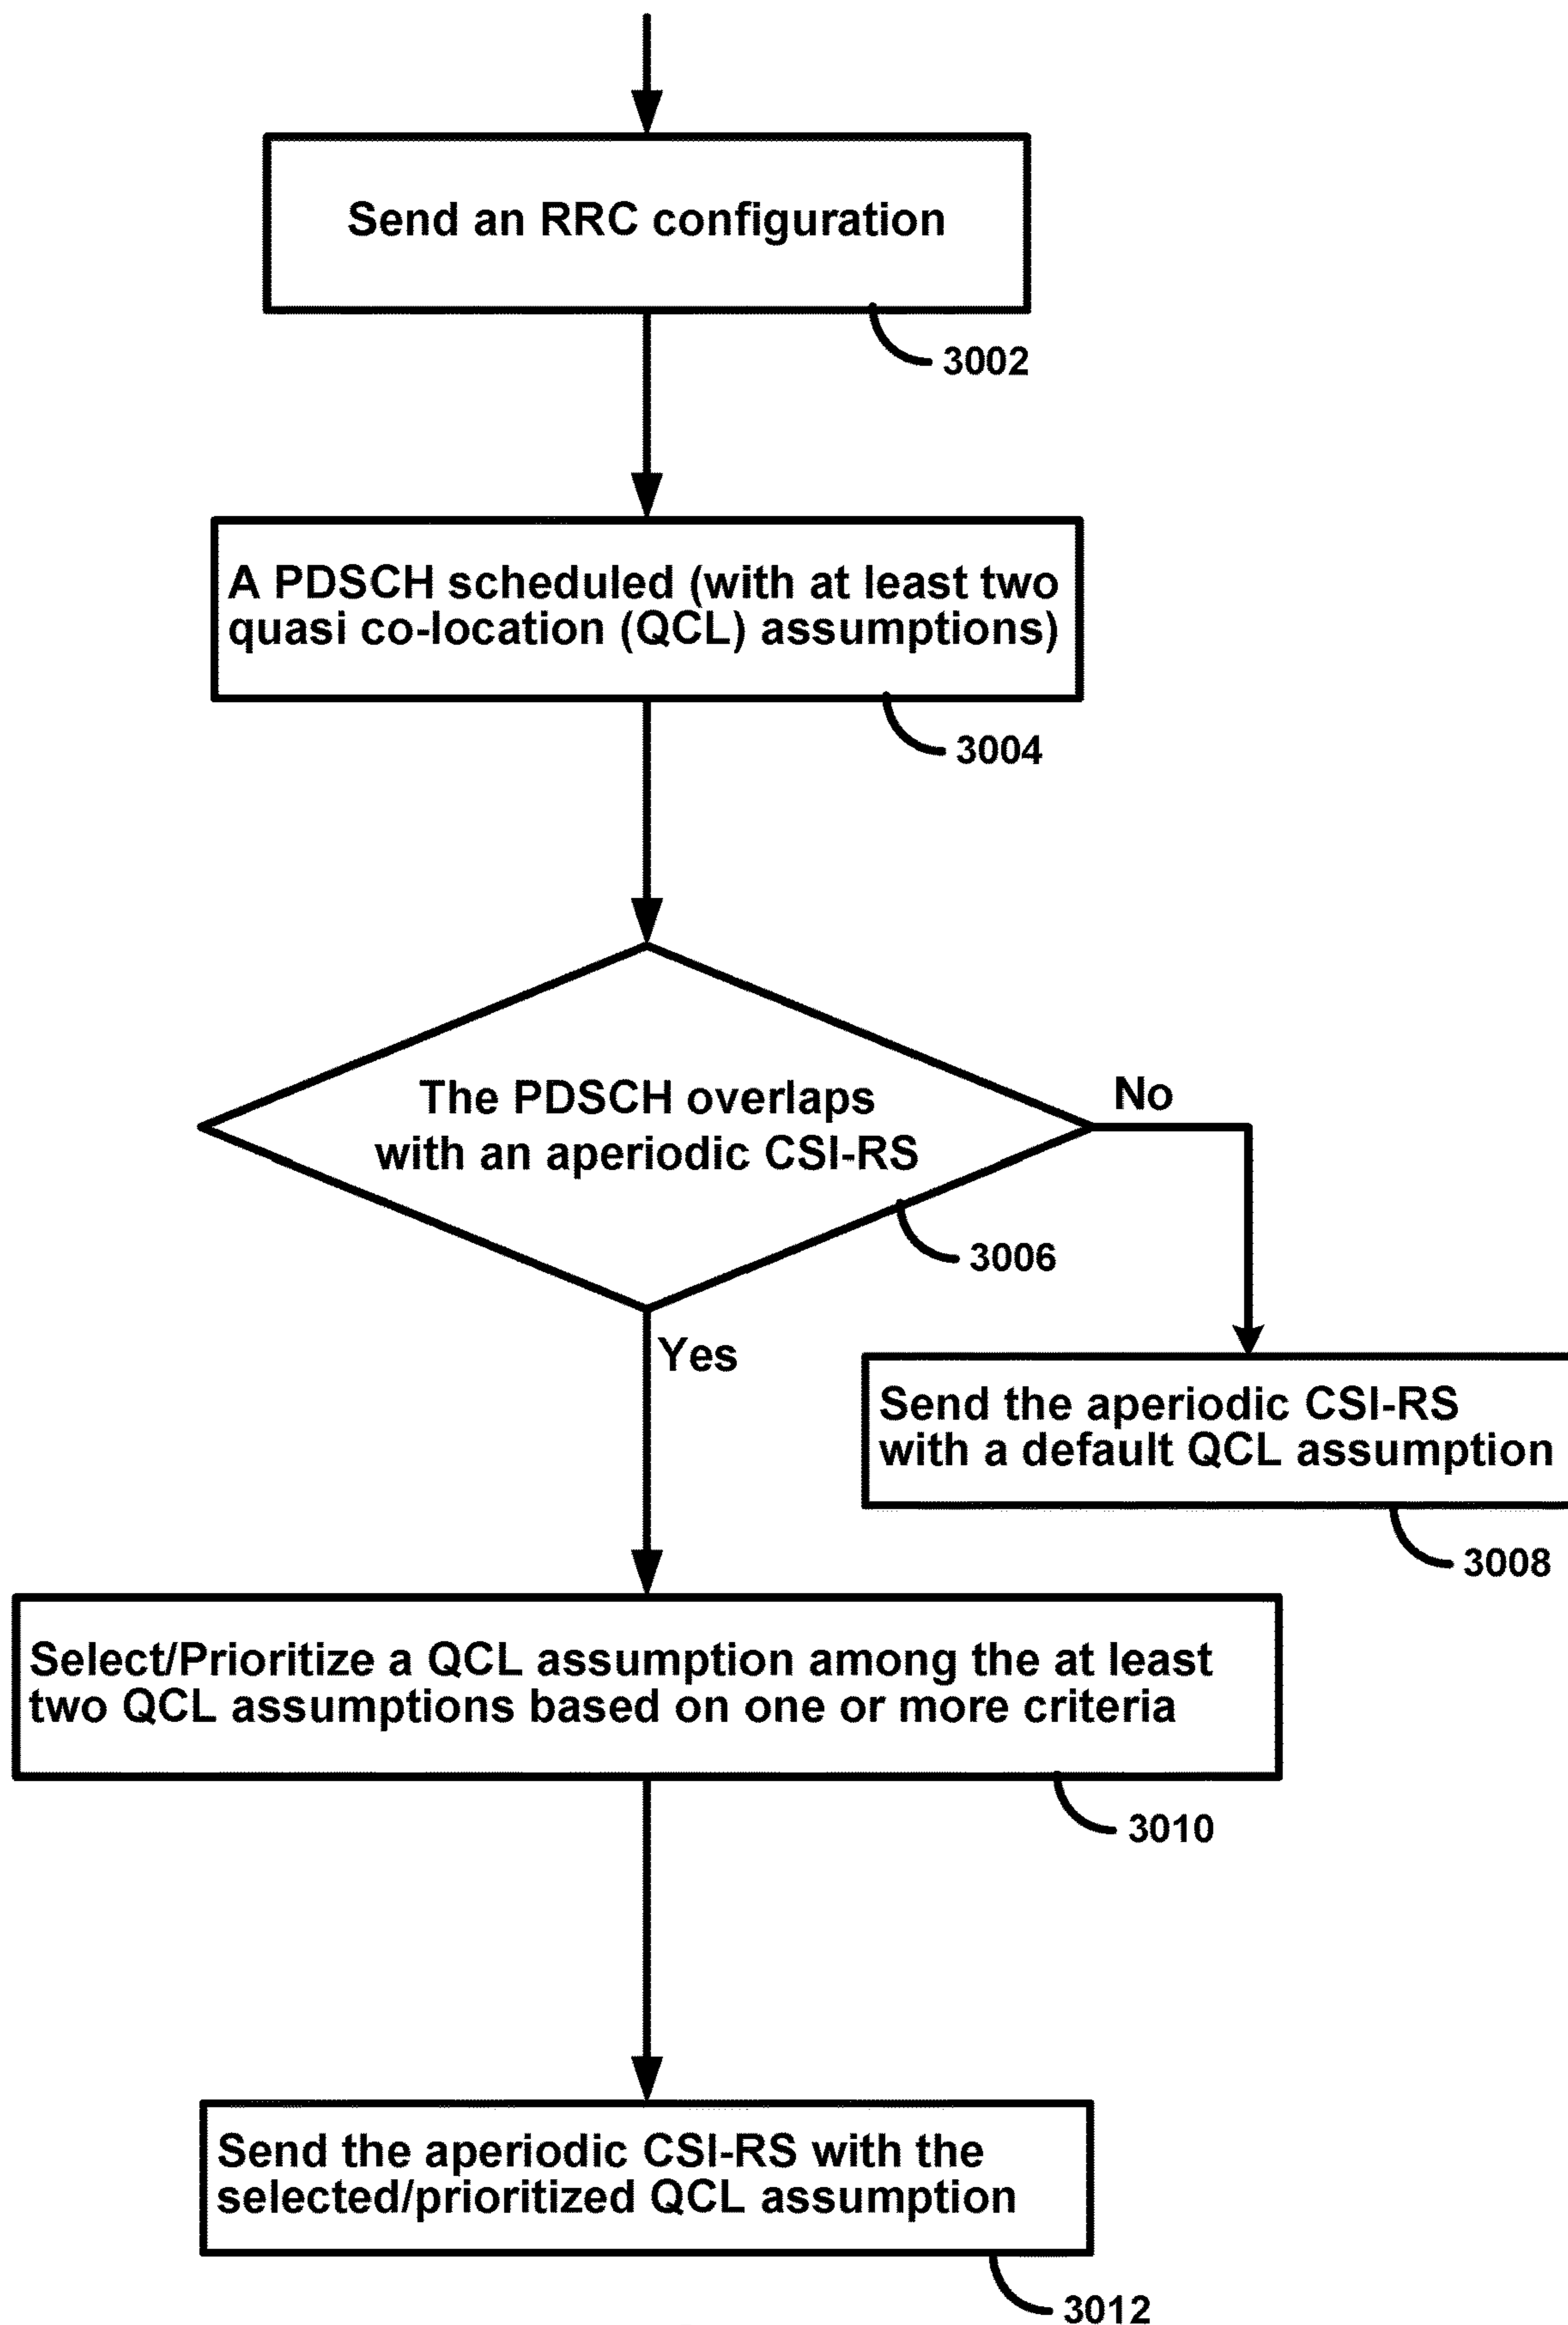 Send an RRC configuration
3002
A PDSCH scheduled (with at least two
quasi co-location (QCL) assumptions)
3004
The PDSCH overlaps
with an aperiodic CSI-RS
No
3006
Yes
Send the aperiodic CSI-RS
with a default QCL assumption
3008
Select/Prioritize a QCL assumption among the at least
two QCL assumptions based on one or more criteria
3010
Send the aperiodic CSI-RS with the
selected/prioritized QCL assumption
3012